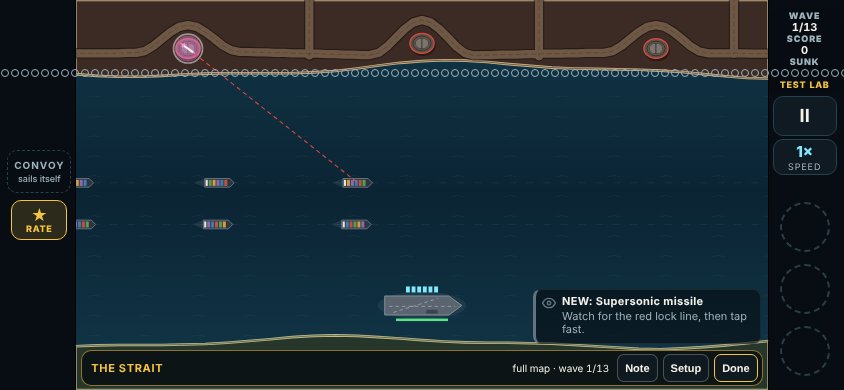 WAVE
1/13
SCORE
0
SUNK
TEST LAB
1×
SPEED
CONVOY
sails itself
RATE
NEW: Supersonic missile
Watch for the red lock line, then tap
fast.
THE STRAIT
full map · wave 1/13
Note
Setup
Done